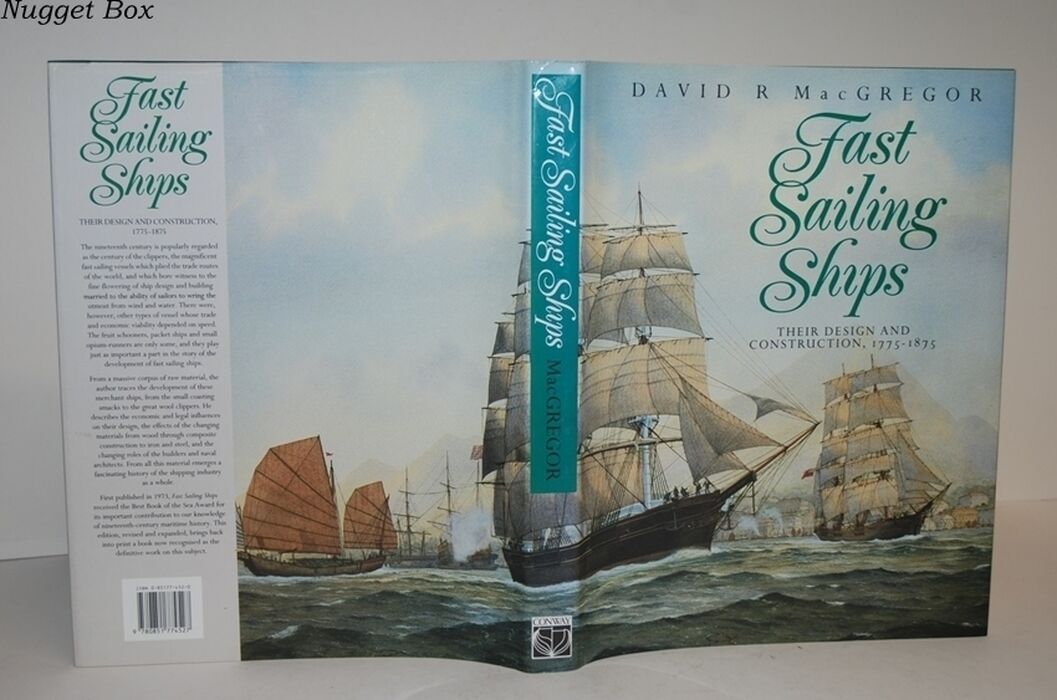 Nugget Box
Fast
Sailing
Ships
THEIR DESIGN AND CONSTRUCTION,
1775-1875
The nineteenth century is popularly regarded
as the century of the clippers, the magnificent
fast sailing vessels which plied the trade routes
of the world, and which bore witness to the
fine flowering of ship design and building
married to the ability of sailors to wring the
utmost from wind and water. There were,
however, other types of vessel whose trade
and economic viability depended on speed.
The fruit schooners, packet ships and small
opium-runners are only some, and they play
just as important a part in the story of the
development of fast sailing ships.
From a massive corpus of raw material, the
author traces the development of these
merchant ships, from the small coasting
smacks to the great wool clippers. He
describes the economic and legal influences
on their design, the effects of the changing
materials from wood through composite
construction to iron and steel, and the
changing roles of the builders and naval
architects. From all this material emerges a
fascinating history of the shipping industry
as a whole.
First published in 1973, Fast Sailing Ships
received the Best Book of the Sea Award for
its important contribution to our knowledge
of nineteenth-century maritime history. This
edition, revised and expanded, brings back
into print a book now recognised as the
definitive work on this subject.
ISBN 0-85177-452-0
9 780851 774527
Fast Sailing Ships MacGREGOR
CONWAY
DAVID R MacGREGOR
Fast
Sailing
Ships
THEIR DESIGN AND
CONSTRUCTION, 1775-1875